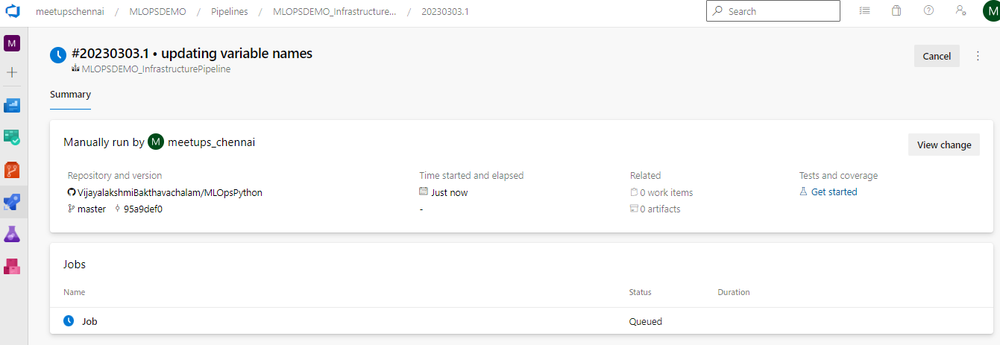 meetupschennai / MLOPSDEMO / Pipelines / MLOPSDEMO_Infrastructure... / 20230303.1 Search M
M
#20230303.1 • updating variable names Cancel
MLOPSDEMO_InfrastructurePipeline
Summary
Manually run by M meetups_chennai View change
Repository and version Time started and elapsed Related Tests and coverage
VijayalakshmiBakthavachalam/MLOpsPython Just now 0 work items Get started
master 95a9def0 - 0 artifacts
Jobs
Name Status Duration
Job Queued